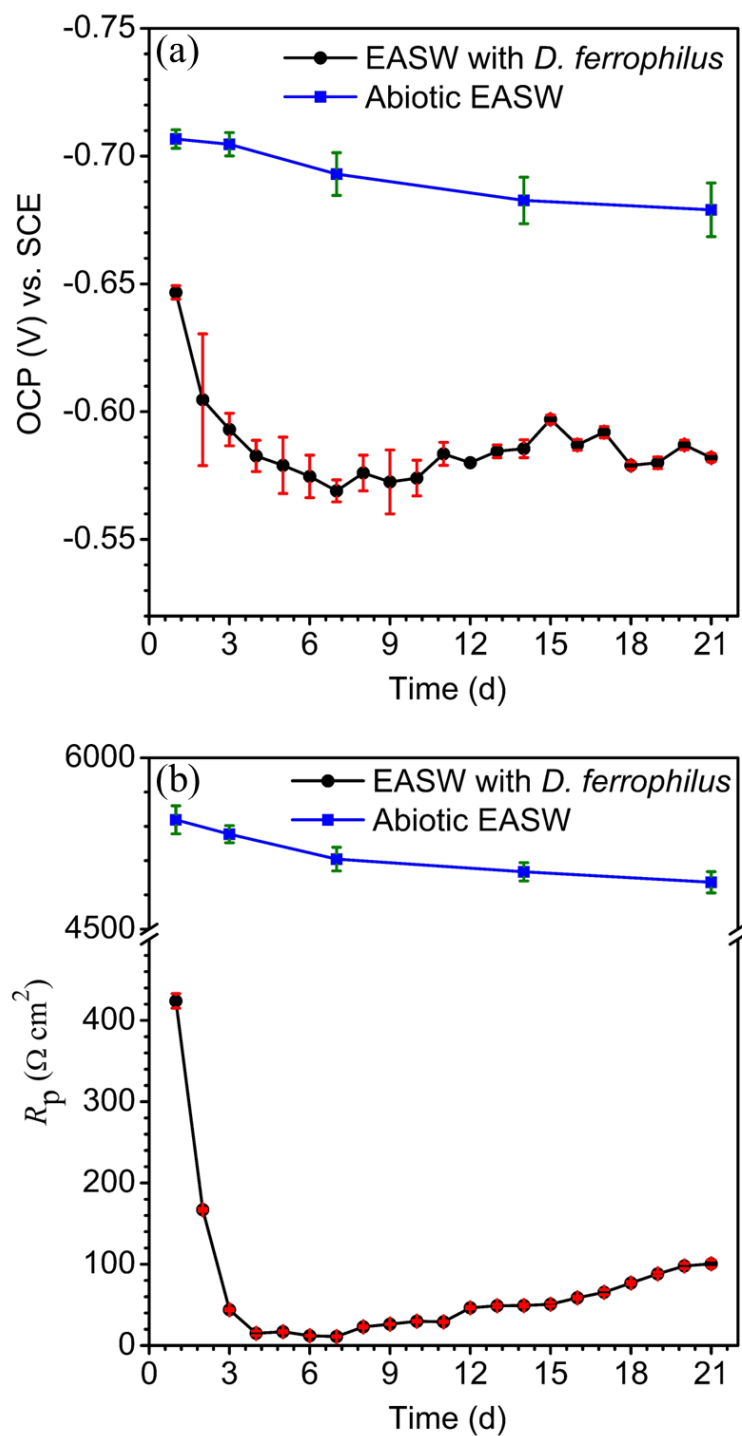 (a)
EASW with D. ferrophilus
Abiotic EASW
-0.75
-0.70
-0.65
-0.60
-0.55
OCP (V) vs. SCE
0 3 6 9 12 15 18 21
Time (d)
(b)
EASW with D. ferrophilus
Abiotic EASW
6000
4500
400
300
200
100
0
Rp (Ω cm²)
0 3 6 9 12 15 18 21
Time (d)